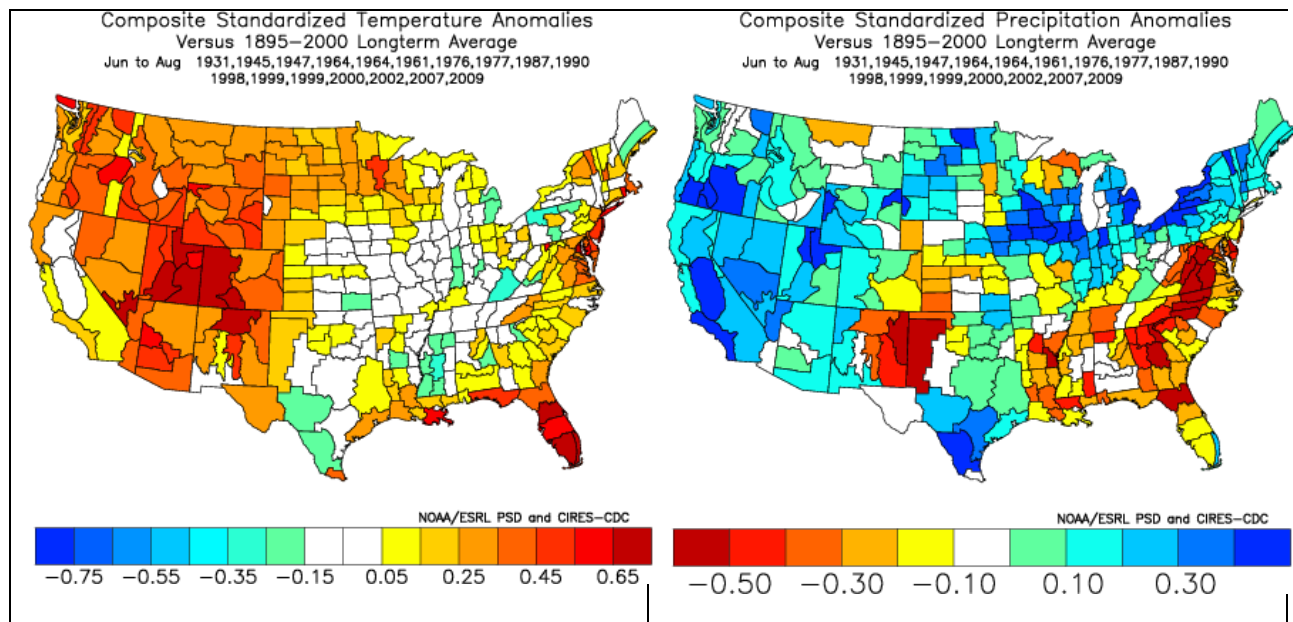 Composite Standardized Temperature Anomalies
Versus 1895-2000 Longterm Average
Jun to Aug 1931,1945,1947,1964,1964,1961,1976,1977,1987,1990
1998,1999,1999,2000,2002,2007,2009
NOAA/ESRL PSD and CIRES-CDC
-0.75 -0.55 -0.35 -0.15 0.05 0.25 0.45 0.65
Composite Standardized Precipitation Anomalies
Versus 1895-2000 Longterm Average
Jun to Aug 1931,1945,1947,1964,1964,1961,1976,1977,1987,1990
1998,1999,1999,2000,2002,2007,2009
NOAA/ESRL PSD and CIRES-CDC
-0.50 -0.30 -0.10 0.10 0.30